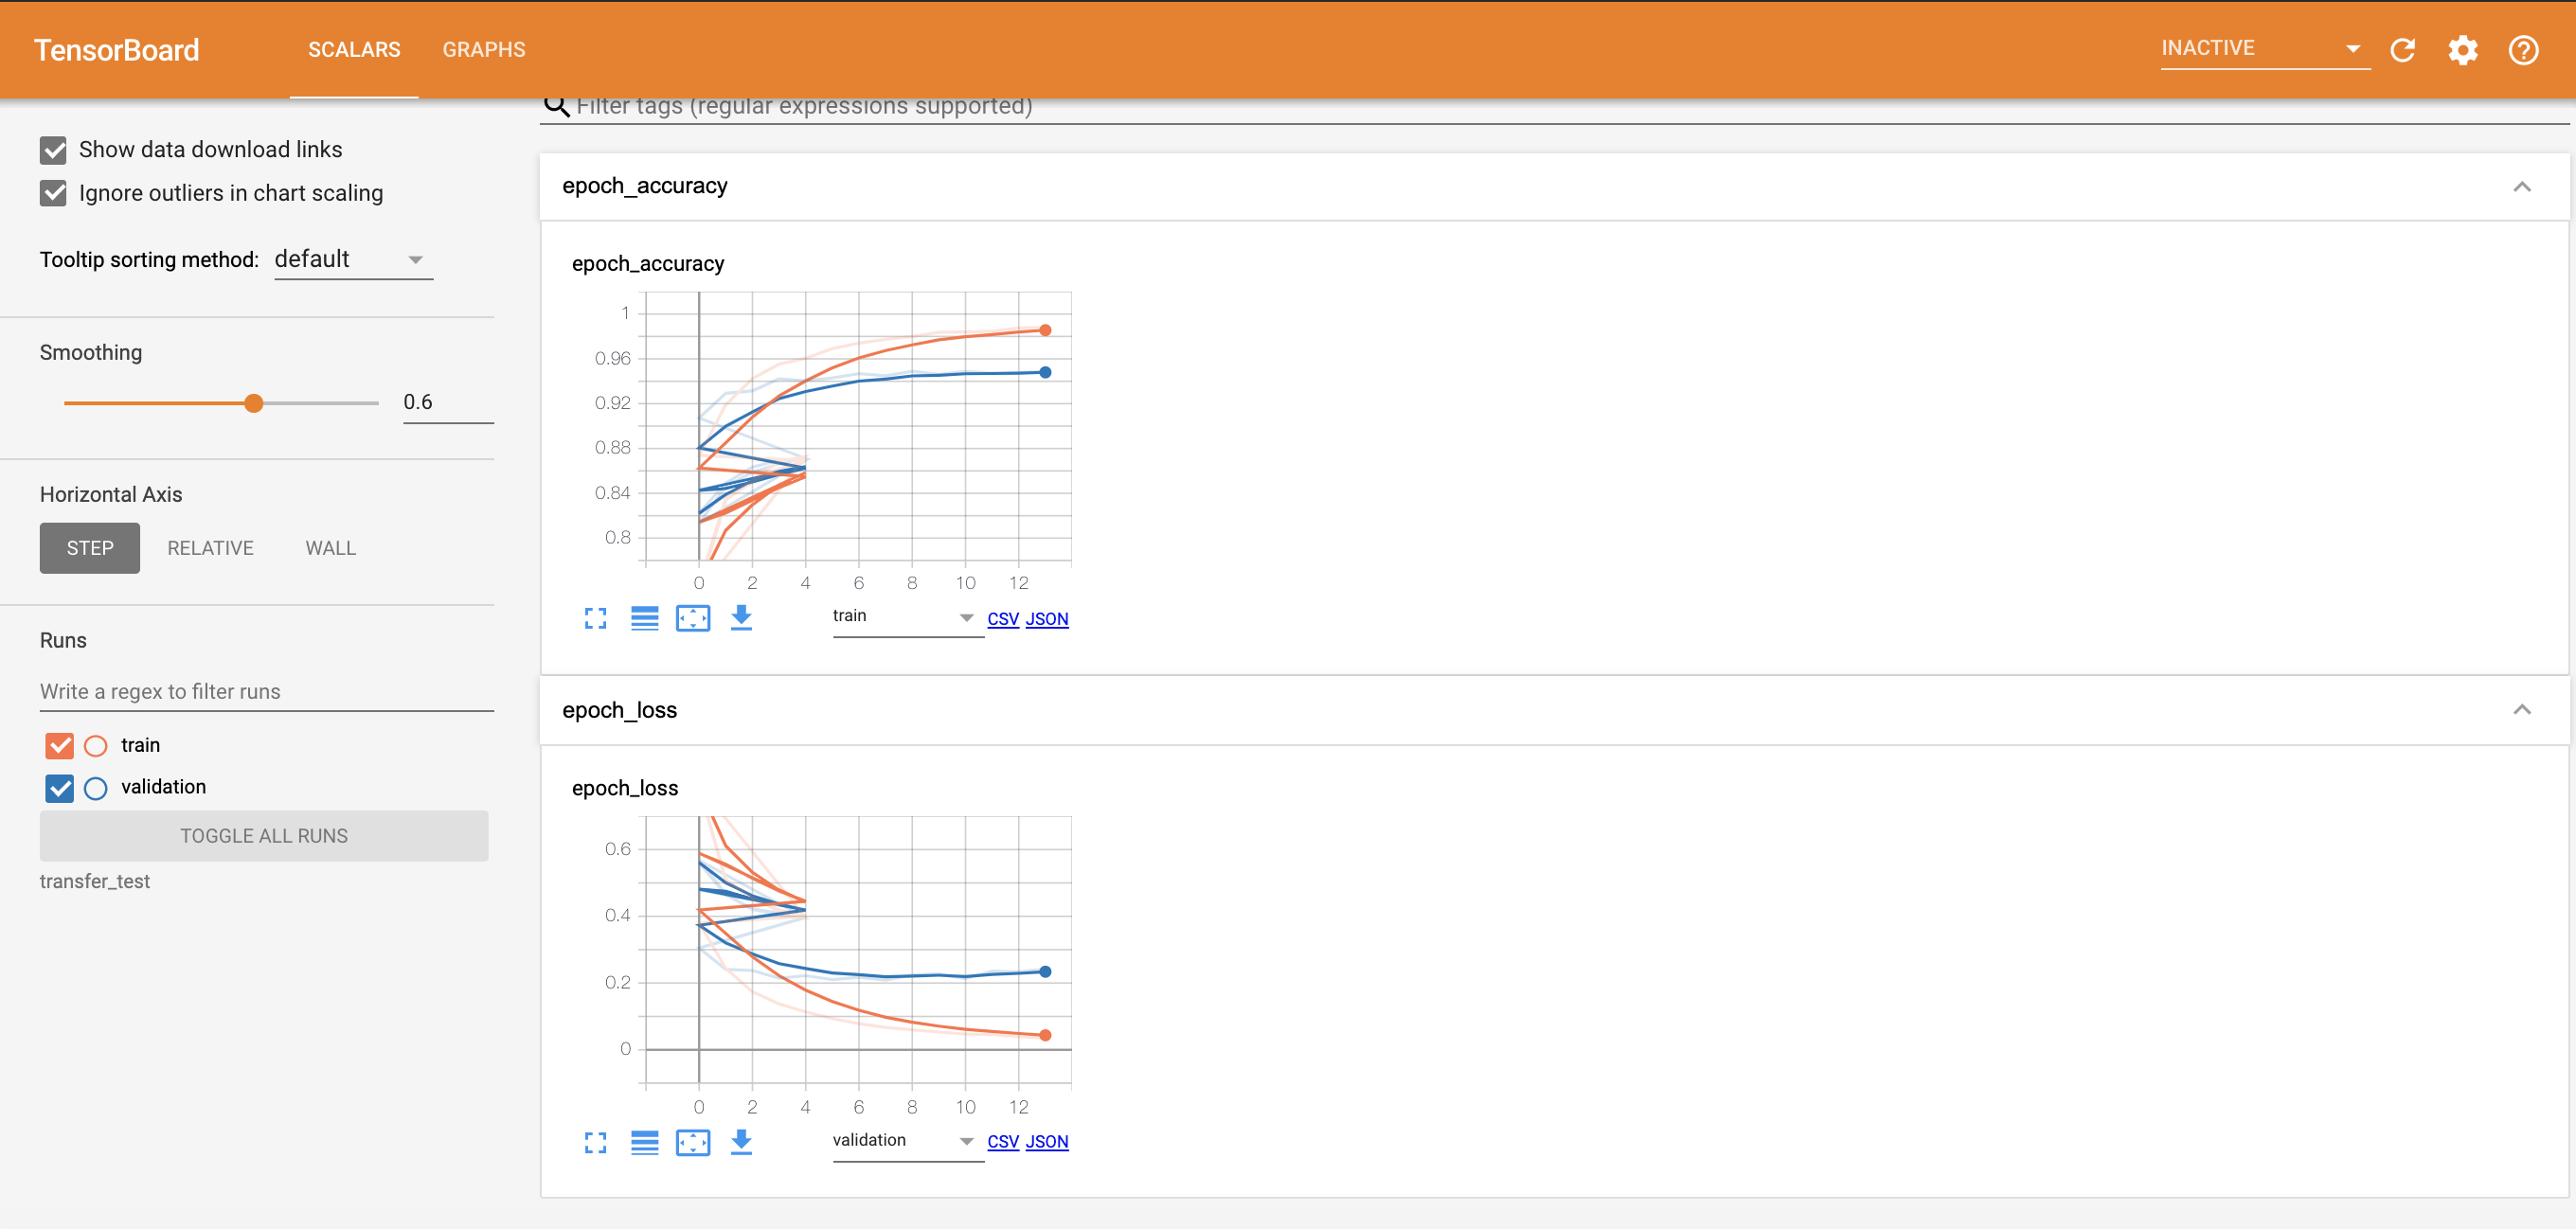 TensorBoard
SCALARS
GRAPHS
INACTIVE
Show data download links
Ignore outliers in chart scaling
Tooltip sorting method: default
Smoothing
0.6
Horizontal Axis
STEP RELATIVE WALL
Runs
Write a regex to filter runs
train
validation
TOGGLE ALL RUNS
transfer_test
Filter tags (regular expressions supported)
epoch_accuracy
epoch_accuracy
1
0.96
0.92
0.88
0.84
0.8
0 2 4 6 8 10 12
train CSV JSON
epoch_loss
epoch_loss
0.6
0.4
0.2
0
0 2 4 6 8 10 12
validation CSV JSON